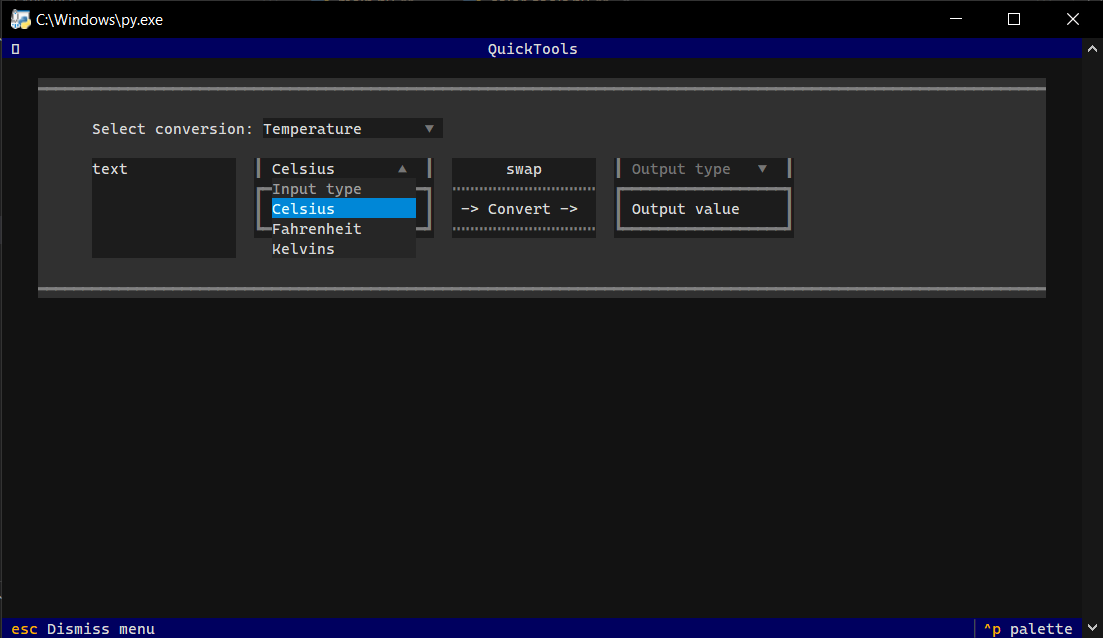 C:\Windows\py.exe
QuickTools
Select conversion: Temperature ▼
text
Celsius ▲
Input type
Celsius
Fahrenheit
Kelvins
swap
-> Convert ->
Output type ▼
Output value
esc Dismiss menu
^p palette